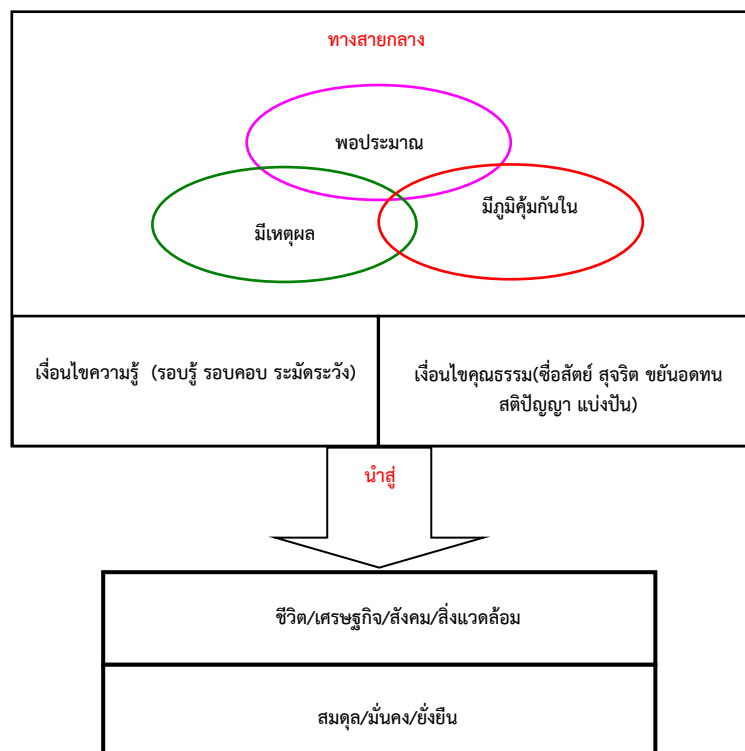 ทางสายกลาง
พอประมาณ
มีเหตุผล
มีภูมิคุ้มกันใน
เงื่อนไขความรู้  (รอบรู้ รอบคอบ ระมัดระวัง)
เงื่อนไขคุณธรรม(ซื่อสัตย์ สุจริต ขยันอดทน
สติปัญญา แบ่งปัน)
นำสู่
ชีวิต/เศรษฐกิจ/สังคม/สิ่งแวดล้อม
สมดุล/มั่นคง/ยั่งยืน